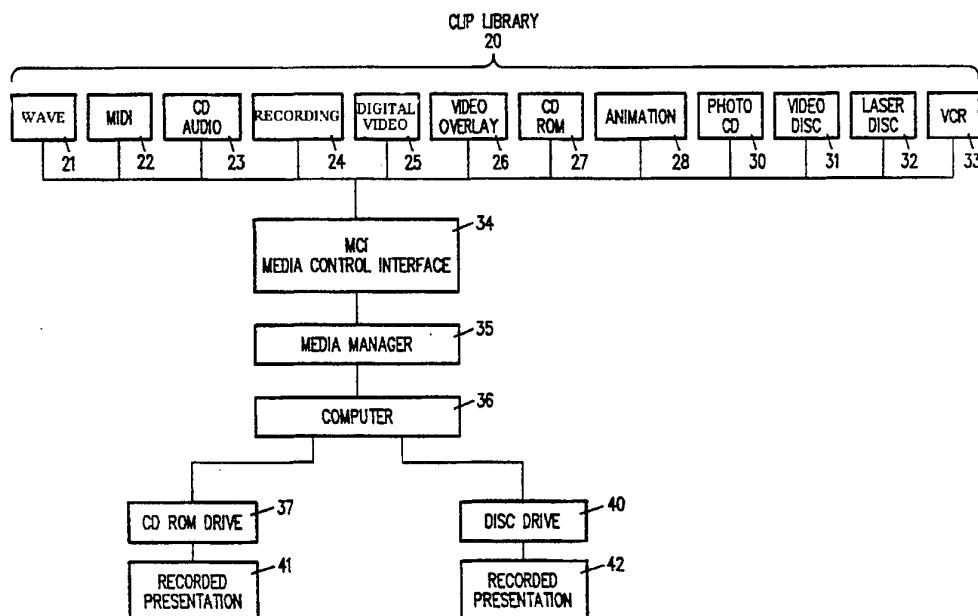 CLIP LIBRARY
20
WAVE
MIDI
CD
AUDIO
RECORDING
DIGITAL
VIDEO
VIDEO
OVERLAY
CD
ROM
ANIMATION
PHOTO
CD
VIDEO
DISC
LASER
DISC
VCR
21
22
23
24
25
26
27
28
30
31
32
33
34
MCI
MEDIA CONTROL INTERFACE
35
MEDIA MANAGER
36
COMPUTER
37
CD ROM DRIVE
40
DISC DRIVE
41
RECORDED
PRESENTATION
42
RECORDED
PRESENTATION